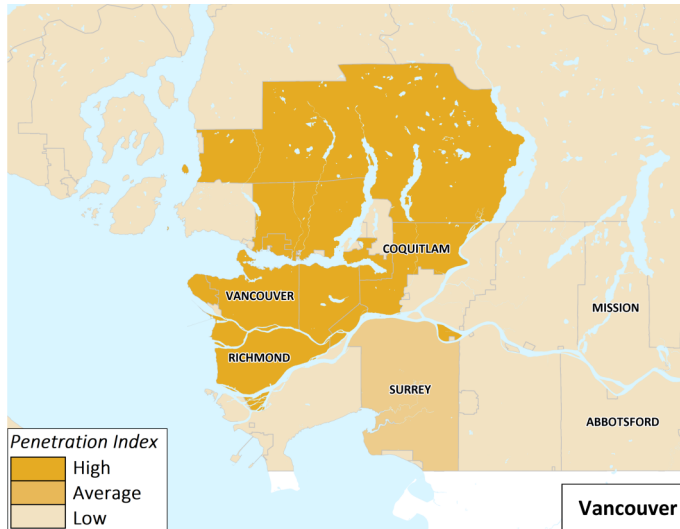 COQUITLAM
VANCOUVER
MISSION
RICHMOND
SURREY
ABBOTSFORD
Penetration Index
High
Average
Low
Vancouver